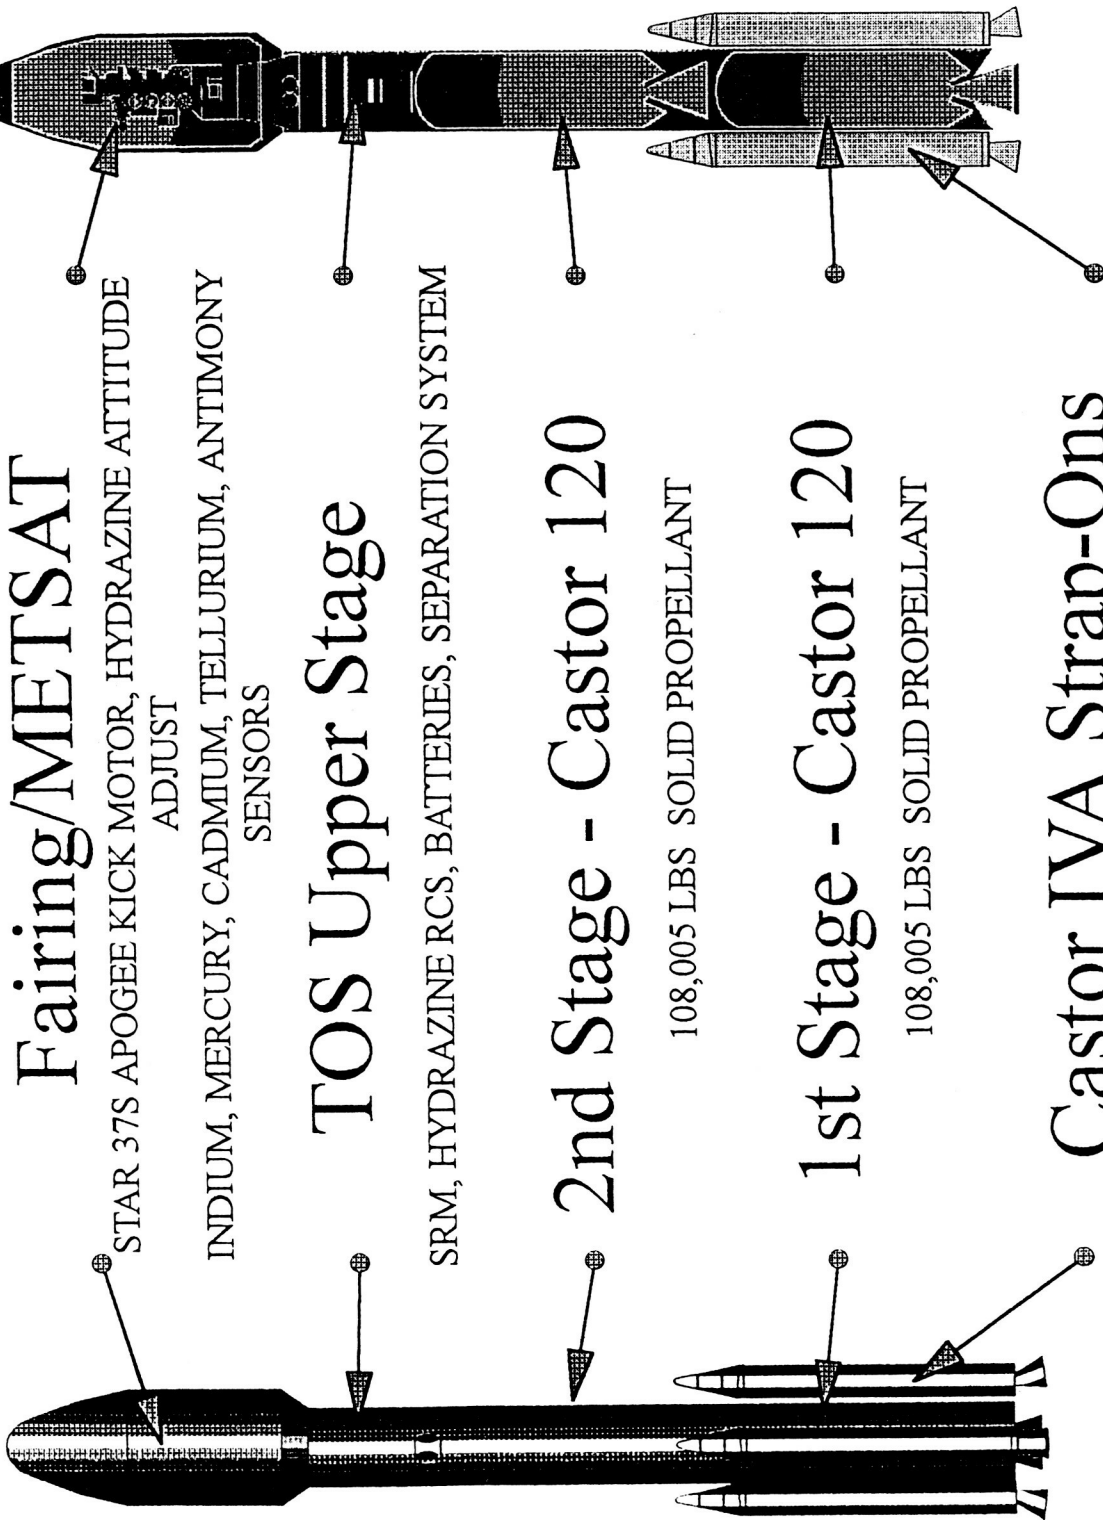 Fairing/METSAT
STAR 37S APOGEE KICK MOTOR, HYDRAZINE ATTITUDE
ADJUST
INDIUM, MERCURY, CADMIUM, TELLURIUM, ANTIMONY
SENSORS
TOS Upper Stage
SRM, HYDRAZINE RCS, BATTERIES, SEPARATION SYSTEM
2nd Stage - Castor 120
108,005 LBS SOLID PROPELLANT
1st Stage - Castor 120
108,005 LBS SOLID PROPELLANT
Castor IVA Strap-Ons